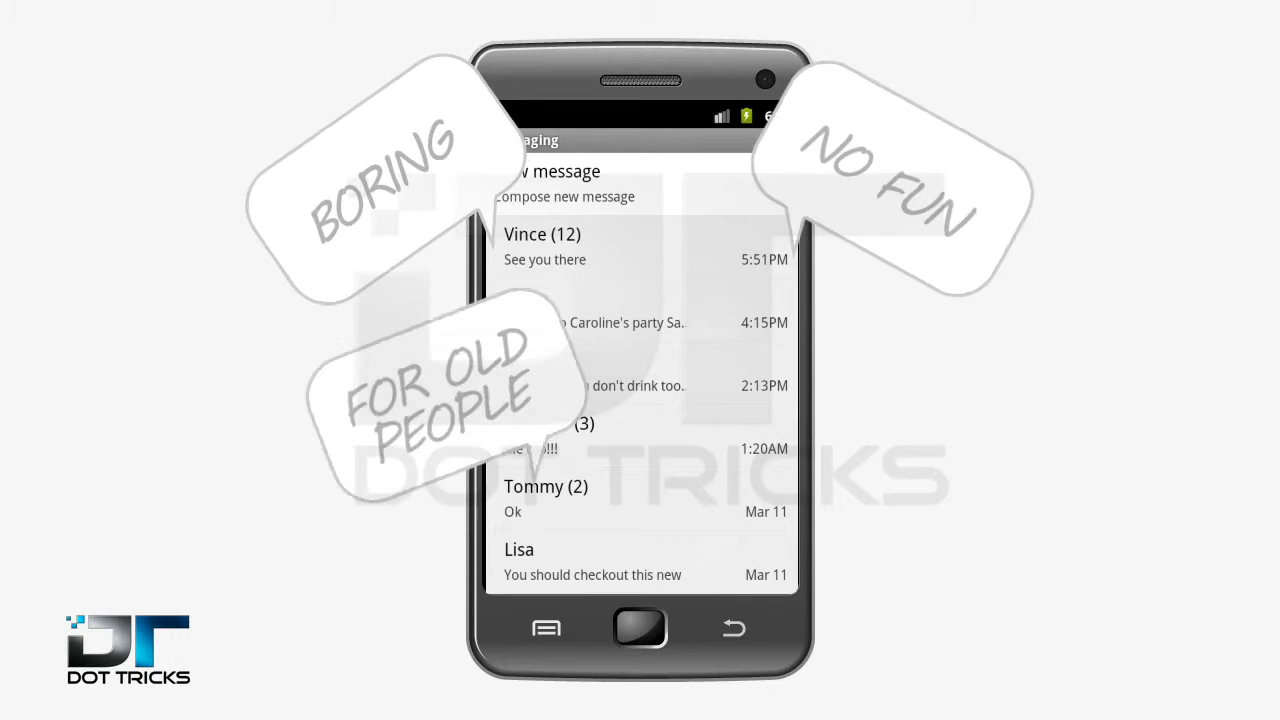 BORING
NO FUN
New message
Compose new message
Vince (12)
See you there
5:51PM
Caroline's party Sa..
4:15PM
don't drink too..
2:13PM
(3)
1:20AM
FOR OLD
PEOPLE
Tommy (2)
Ok
Mar 11
Lisa
You should checkout this new
Mar 11
DOT TRICKS
DT
DOT TRICKS